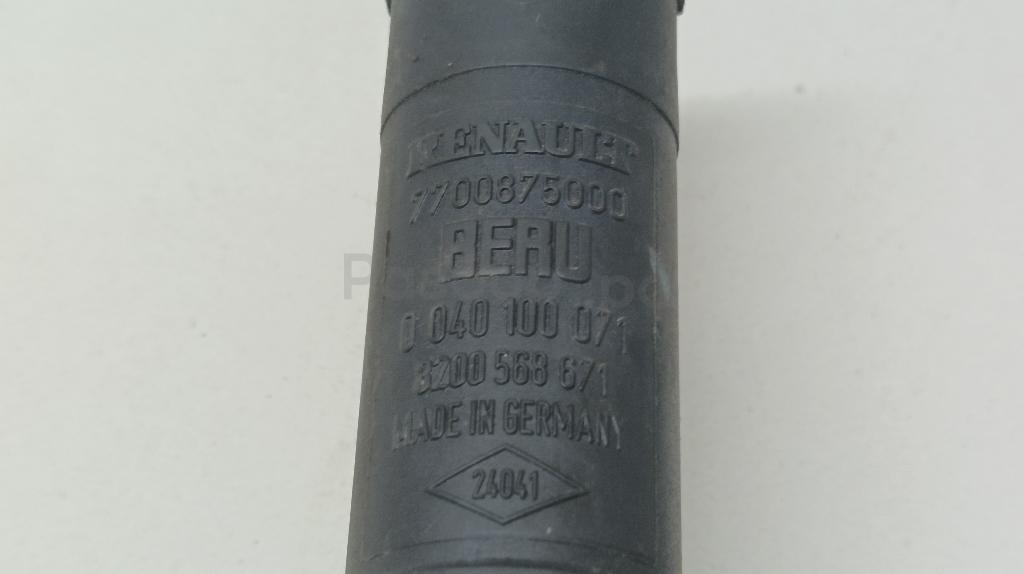 RENAULT
7700875000
BERU
0 040 100 071
8200 568 671
MADE IN GERMANY
24041